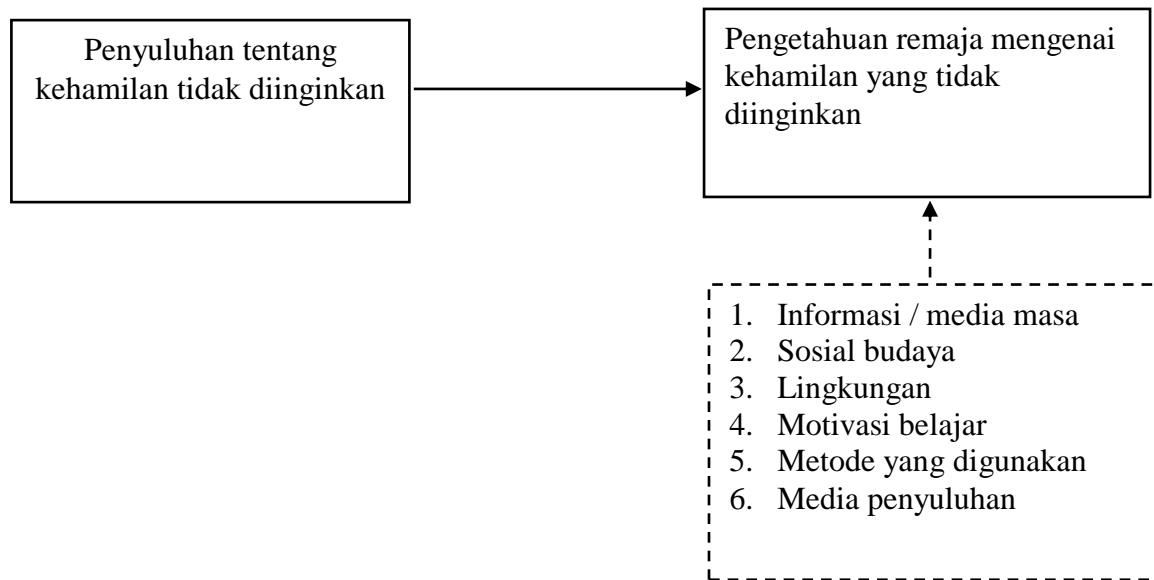 Penyuluhan tentang
kehamilan tidak diinginkan
Pengetahuan remaja mengenai
kehamilan yang tidak
diinginkan
1. Informasi / media masa
2. Sosial budaya
3. Lingkungan
4. Motivasi belajar
5. Metode yang digunakan
6. Media penyuluhan